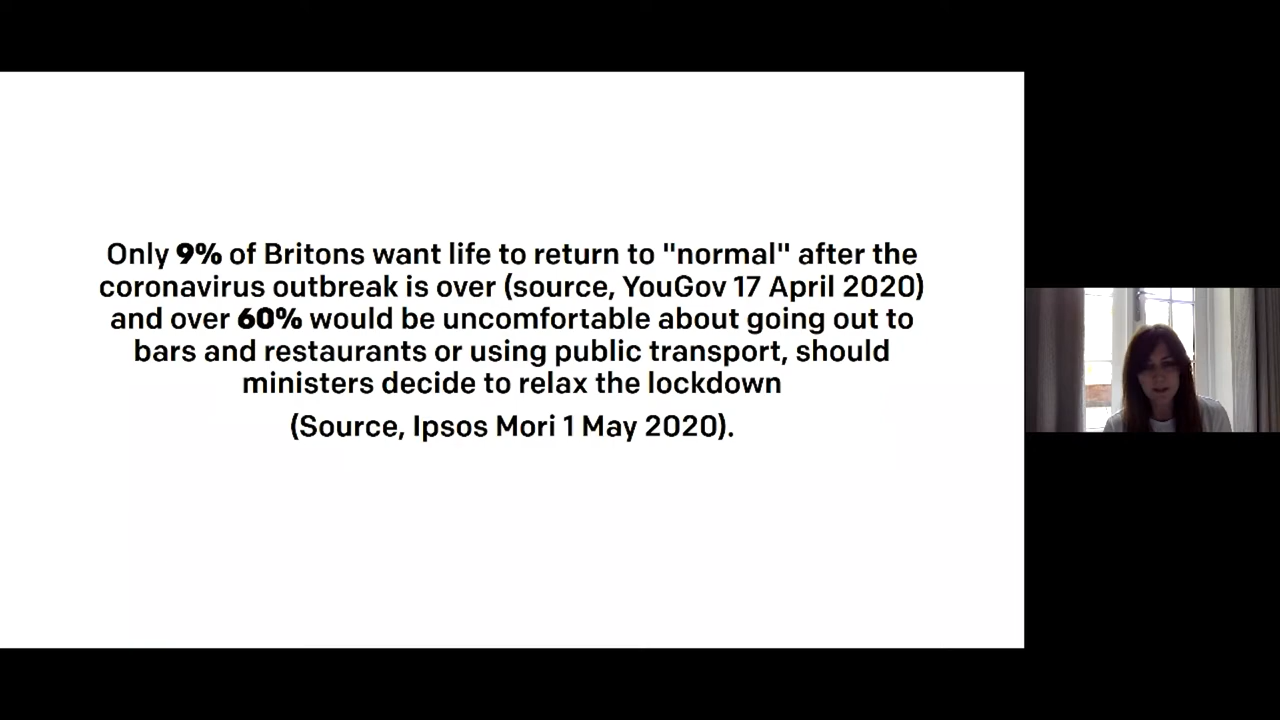 Only 9% of Britons want life to return to "normal" after the
coronavirus outbreak is over (source, YouGov 17 April 2020)
and over 60% would be uncomfortable about going out to
bars and restaurants or using public transport, should
ministers decide to relax the lockdown
(Source, Ipsos Mori 1 May 2020).